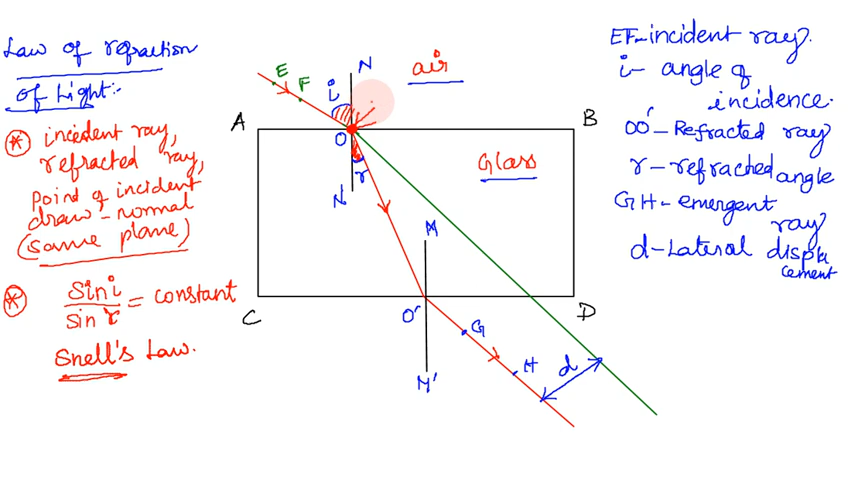 Law of refraction
Of Light:-
* incident ray,
refracted ray,
point of incident
draw-normal
(same plane)
* sin i / sin r = constant
Snell's Law.
N
air
E
F
i
A
B
O
Glass
r
N'
M
C
O'
D
G
H
d
M'
EF-incident ray.
i- angle of
incidence.
OO'-Refracted ray
r-refracted angle
GH-emergent
ray
d-Lateral displa
cement